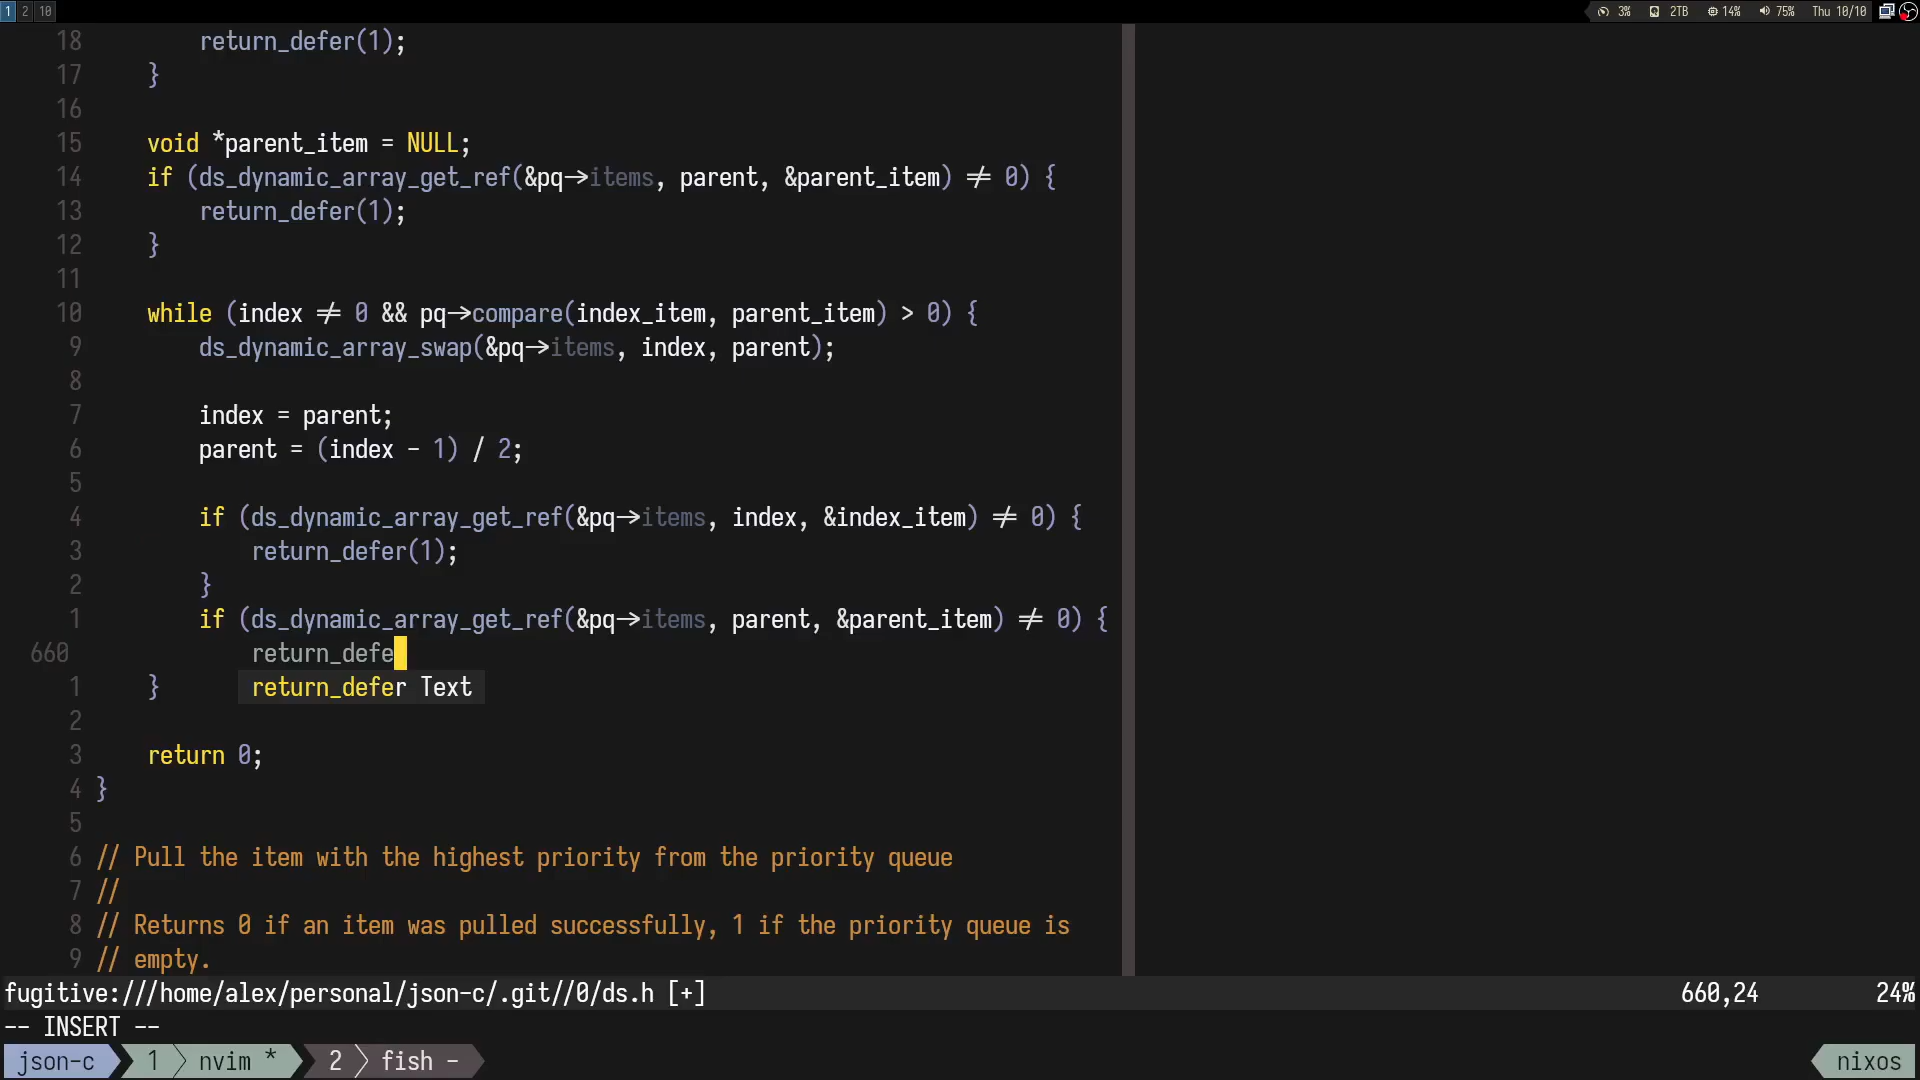 1 2 10 3% 2TB 14% 75% Thu 10/10
18 return_defer(1);
17 }
16
15 void *parent_item = NULL;
14 if (ds_dynamic_array_get_ref(&pq->items, parent, &parent_item) != 0) {
13 return_defer(1);
12 }
11
10 while (index != 0 && pq->compare(index_item, parent_item) > 0) {
9 ds_dynamic_array_swap(&pq->items, index, parent);
8
7 index = parent;
6 parent = (index - 1) / 2;
5
4 if (ds_dynamic_array_get_ref(&pq->items, index, &index_item) != 0) {
3 return_defer(1);
2 }
1 if (ds_dynamic_array_get_ref(&pq->items, parent, &parent_item) != 0) {
660 return_defe
1 } return_defer Text
2
3 return 0;
4 }
5
6 // Pull the item with the highest priority from the priority queue
7 //
8 // Returns 0 if an item was pulled successfully, 1 if the priority queue is
9 // empty.
fugitive:///home/alex/personal/json-c/.git//0/ds.h [+] 660,24 24%
-- INSERT --
json-c 1 nvim * 2 fish - nixos